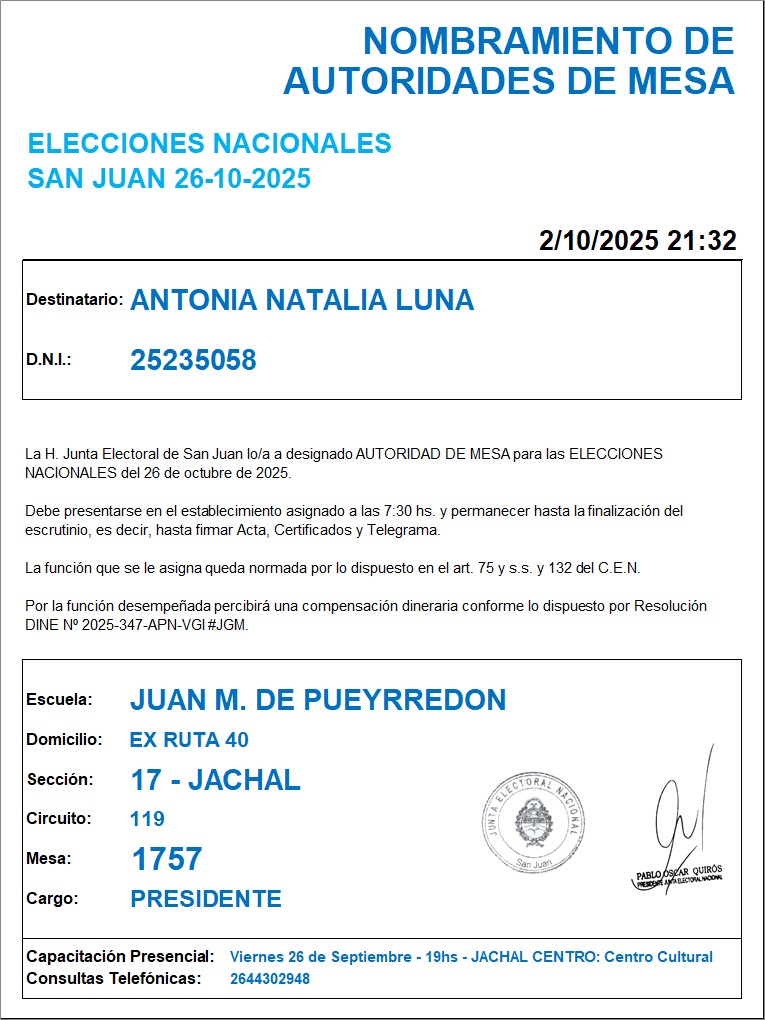 NOMBRAMIENTO DE
AUTORIDADES DE MESA
ELECCIONES NACIONALES
SAN JUAN 26-10-2025
2/10/2025 21:32
Destinatario: ANTONIA NATALIA LUNA
D.N.I.: 25235058
La H. Junta Electoral de San Juan lo/a a designado AUTORIDAD DE MESA para las ELECCIONES
NACIONALES del 26 de octubre de 2025.
Debe presentarse en el establecimiento asignado a las 7:30 hs. y permanecer hasta la finalización del
escrutinio, es decir, hasta firmar Acta, Certificados y Telegrama.
La función que se le asigna queda normada por lo dispuesto en el art. 75 y s.s. y 132 del C.E.N.
Por la función desempeñada percibirá una compensación dineraria conforme lo dispuesto por Resolución
DINE Nº 2025-347-APN-VGI#JGM.
Escuela: JUAN M. DE PUEYRREDON
Domicilio: EX RUTA 40
Sección: 17 - JACHAL
Circuito: 119
Mesa: 1757
Cargo: PRESIDENTE
JUNTA ELECTORAL NACIONAL
San Juan
PABLO OSCAR QUIRÓS
PRESIDENTE JUNTA ELECTORAL NACIONAL
Capacitación Presencial: Viernes 26 de Septiembre - 19hs - JACHAL CENTRO: Centro Cultural
Consultas Telefónicas: 2644302948